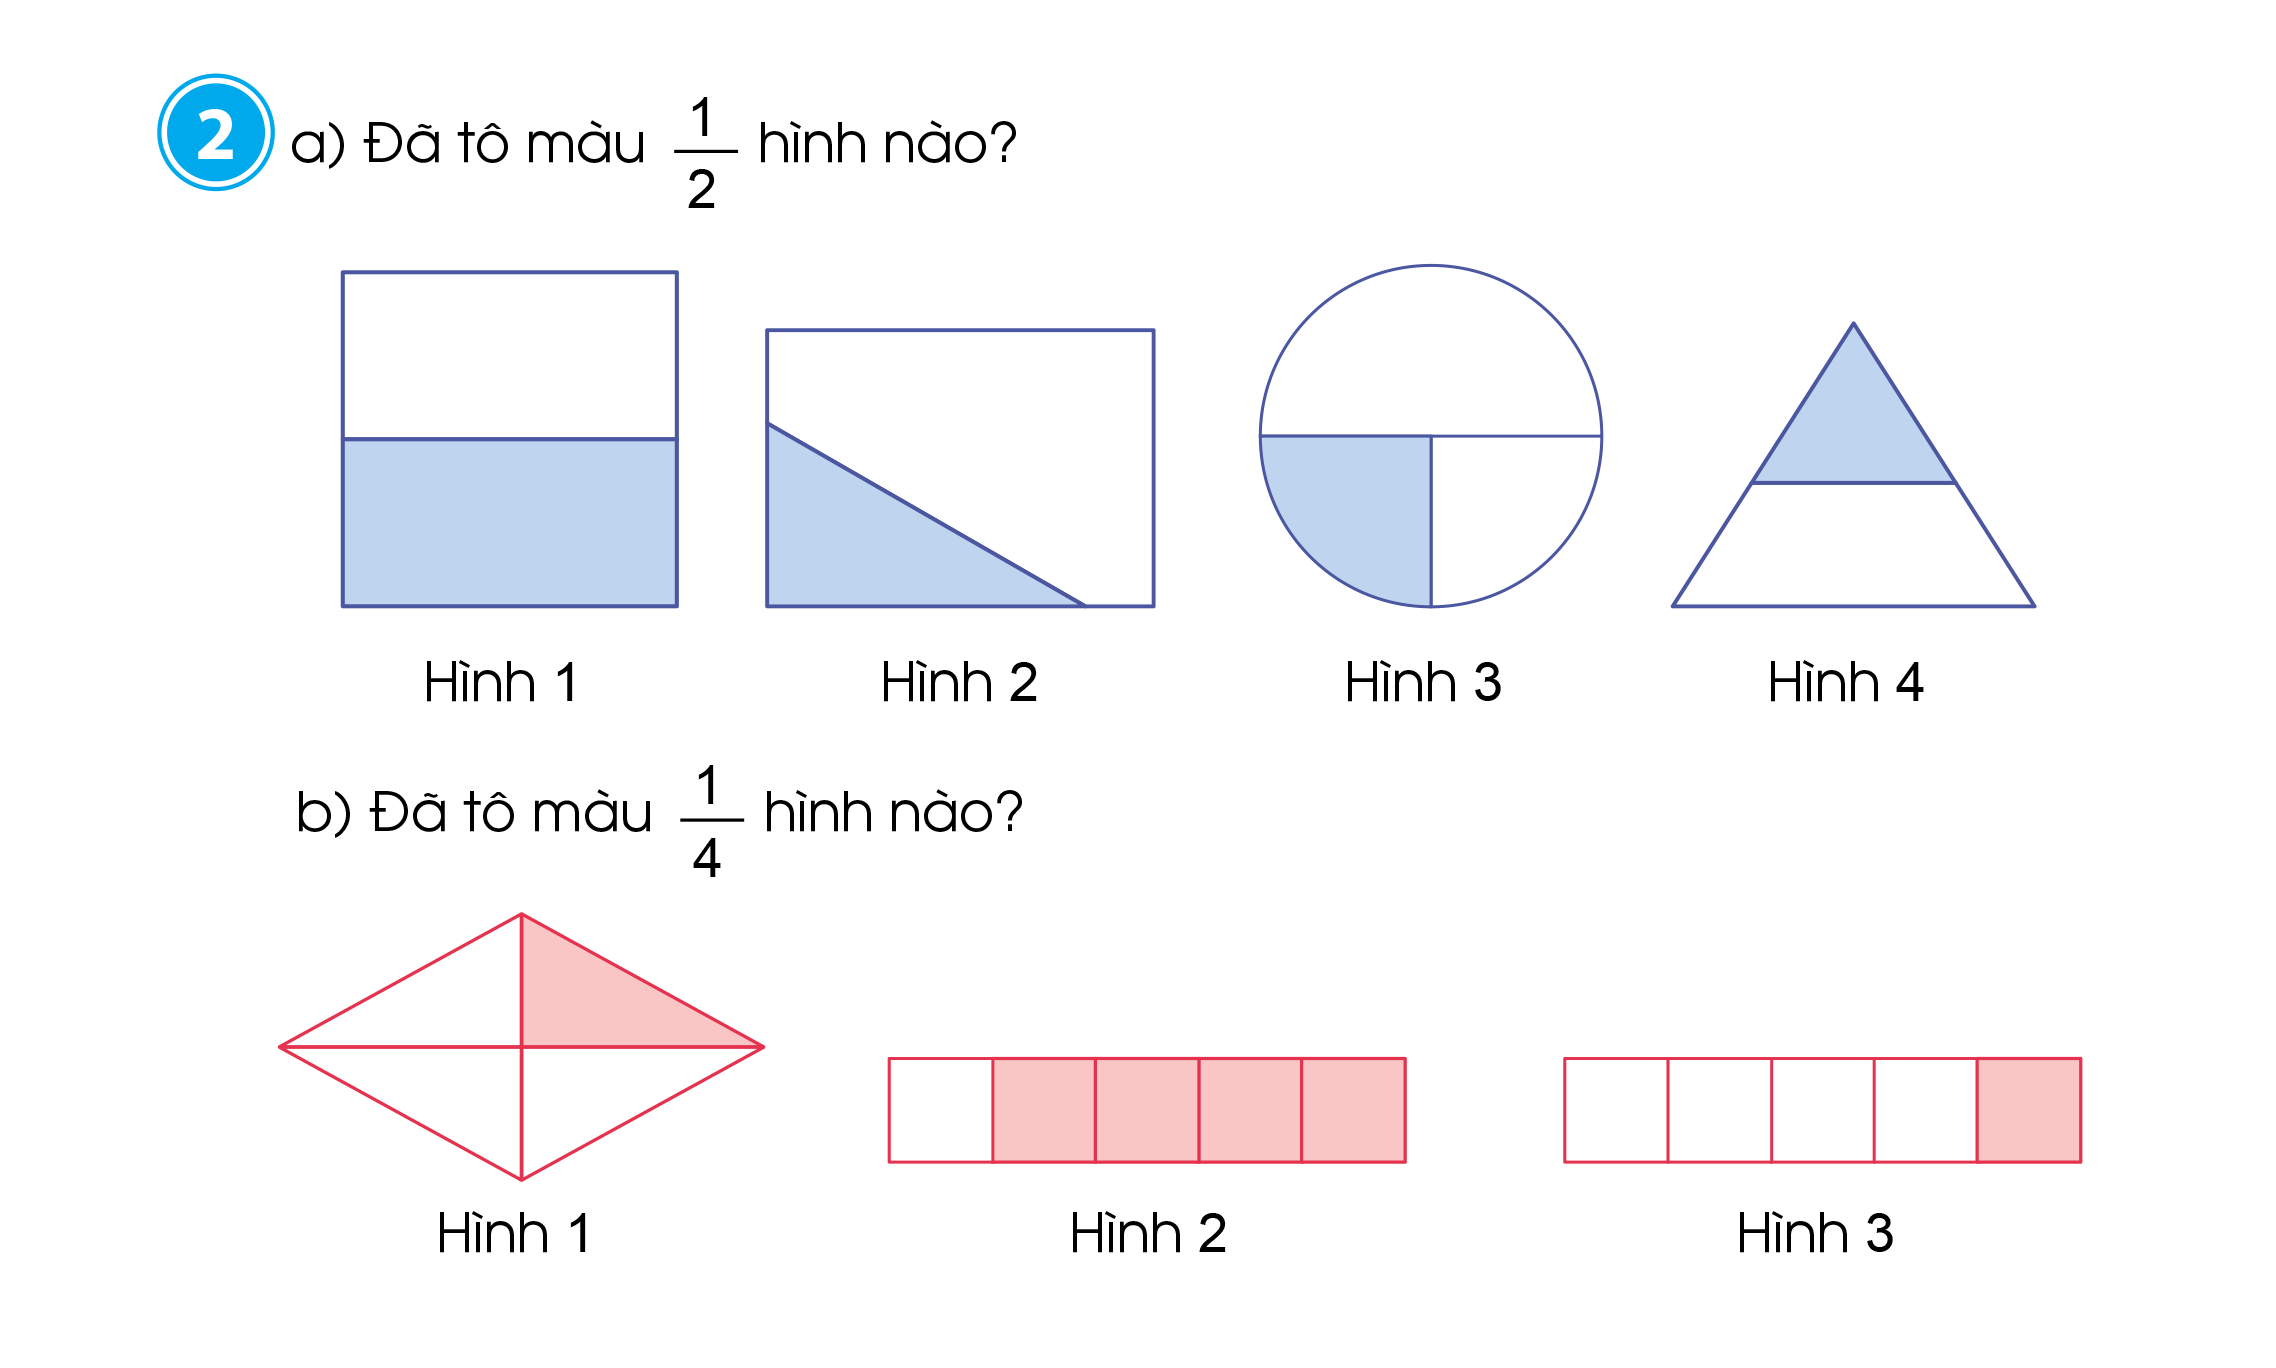 2 a) Đã tô màu 1/2 hình nào?
Hình 1 Hình 2 Hình 3 Hình 4
b) Đã tô màu 1/4 hình nào?
Hình 1 Hình 2 Hình 3